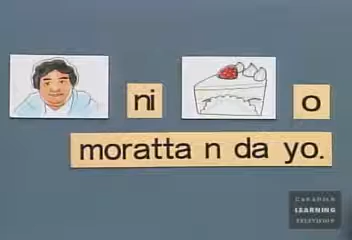 ni o
moratta n da yo.
CANADIAN
LEARNING
TELEVISION